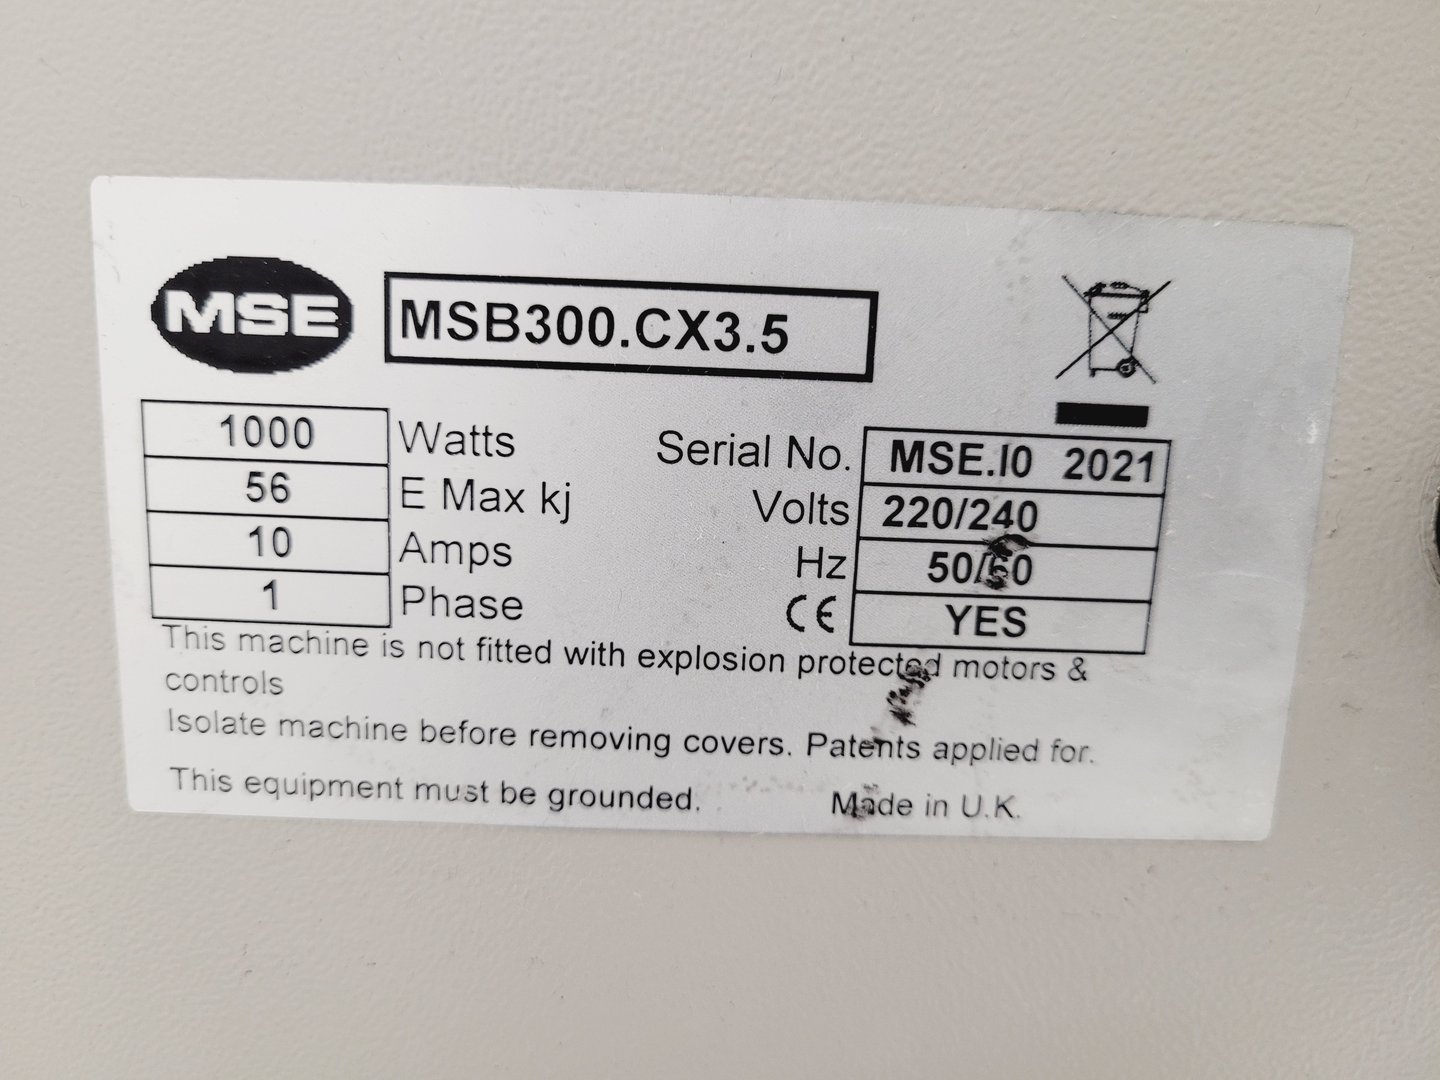 MSE
MSB300.CX3.5
1000 Watts
56 E Max kj
10 Amps
1 Phase
Serial No. MSE.I0 2021
Volts 220/240
Hz 50/60
CE YES
This machine is not fitted with explosion protected motors &
controls
Isolate machine before removing covers. Patents applied for.
This equipment must be grounded. Made in U.K.